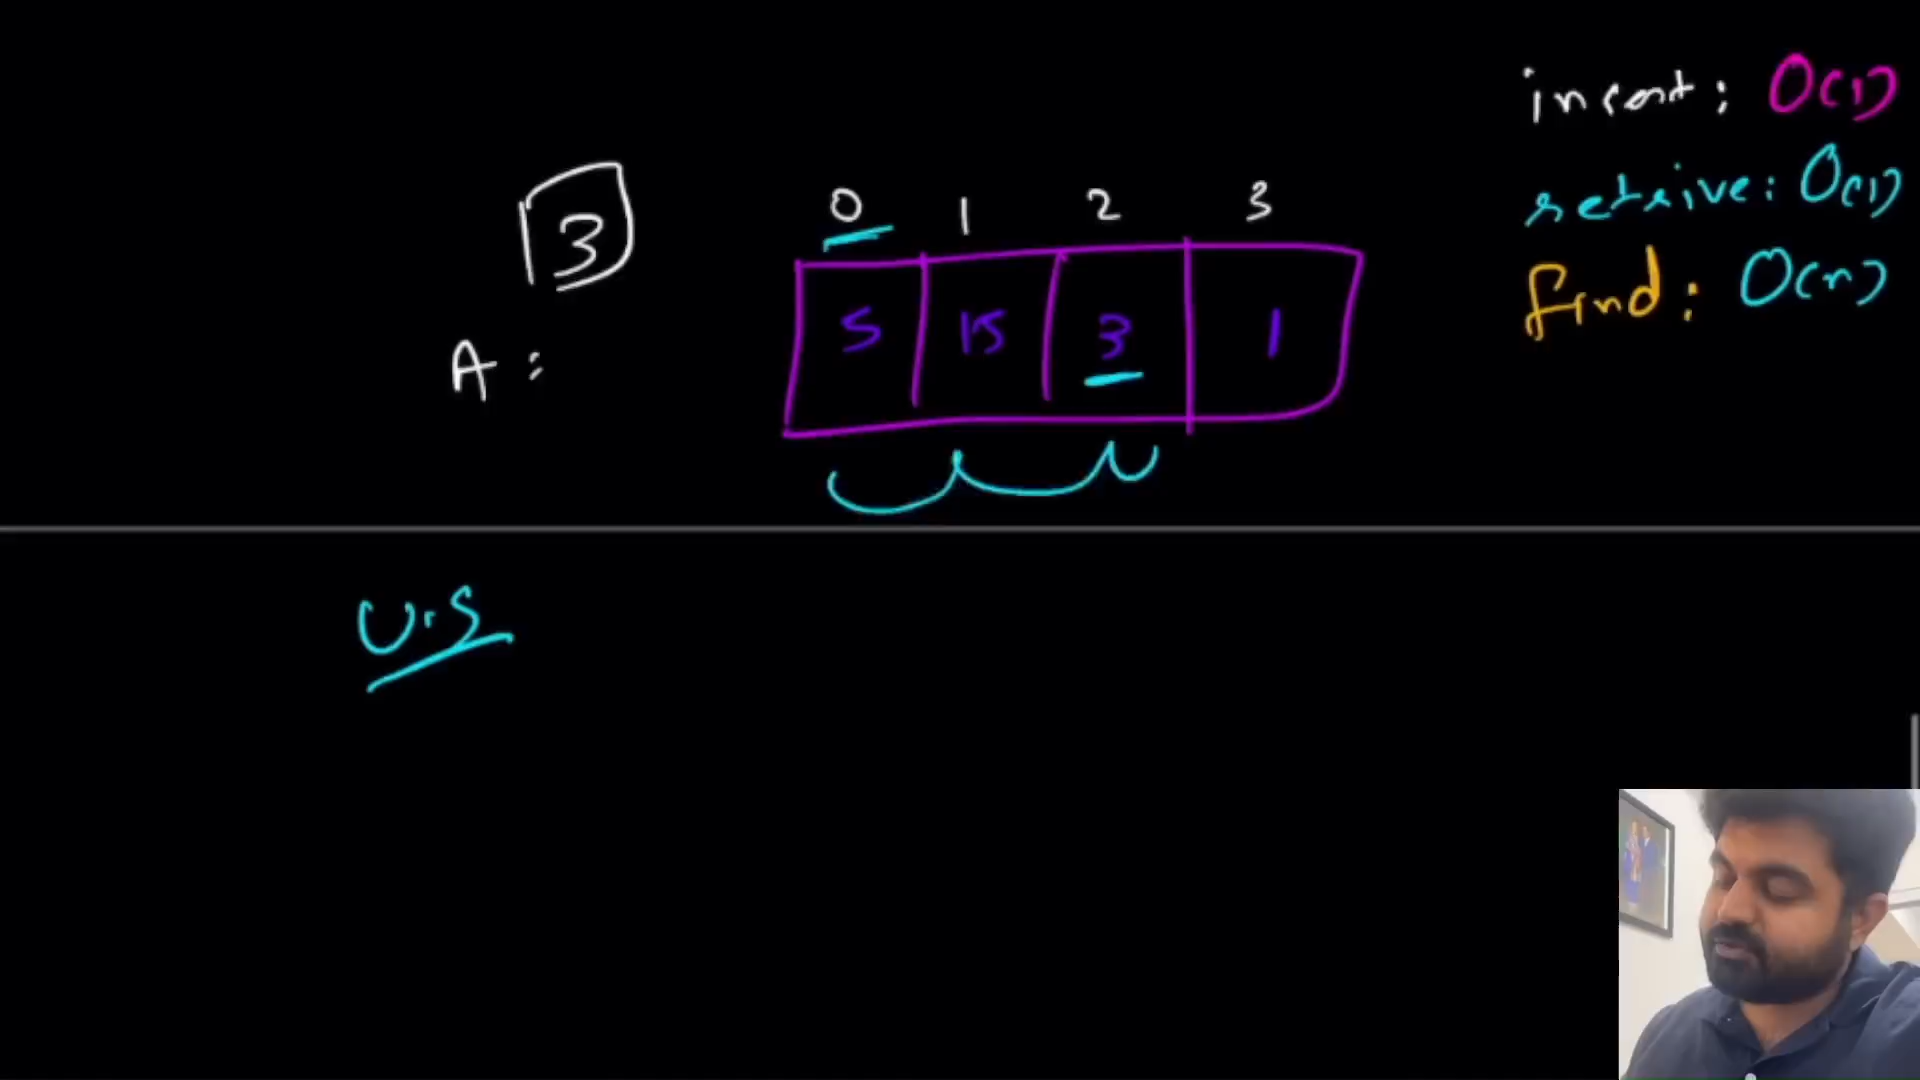 insert: O(1)
retrive: O(1)
find: O(n)
3
0 1 2 3
A: 5 15 3 1
U.S